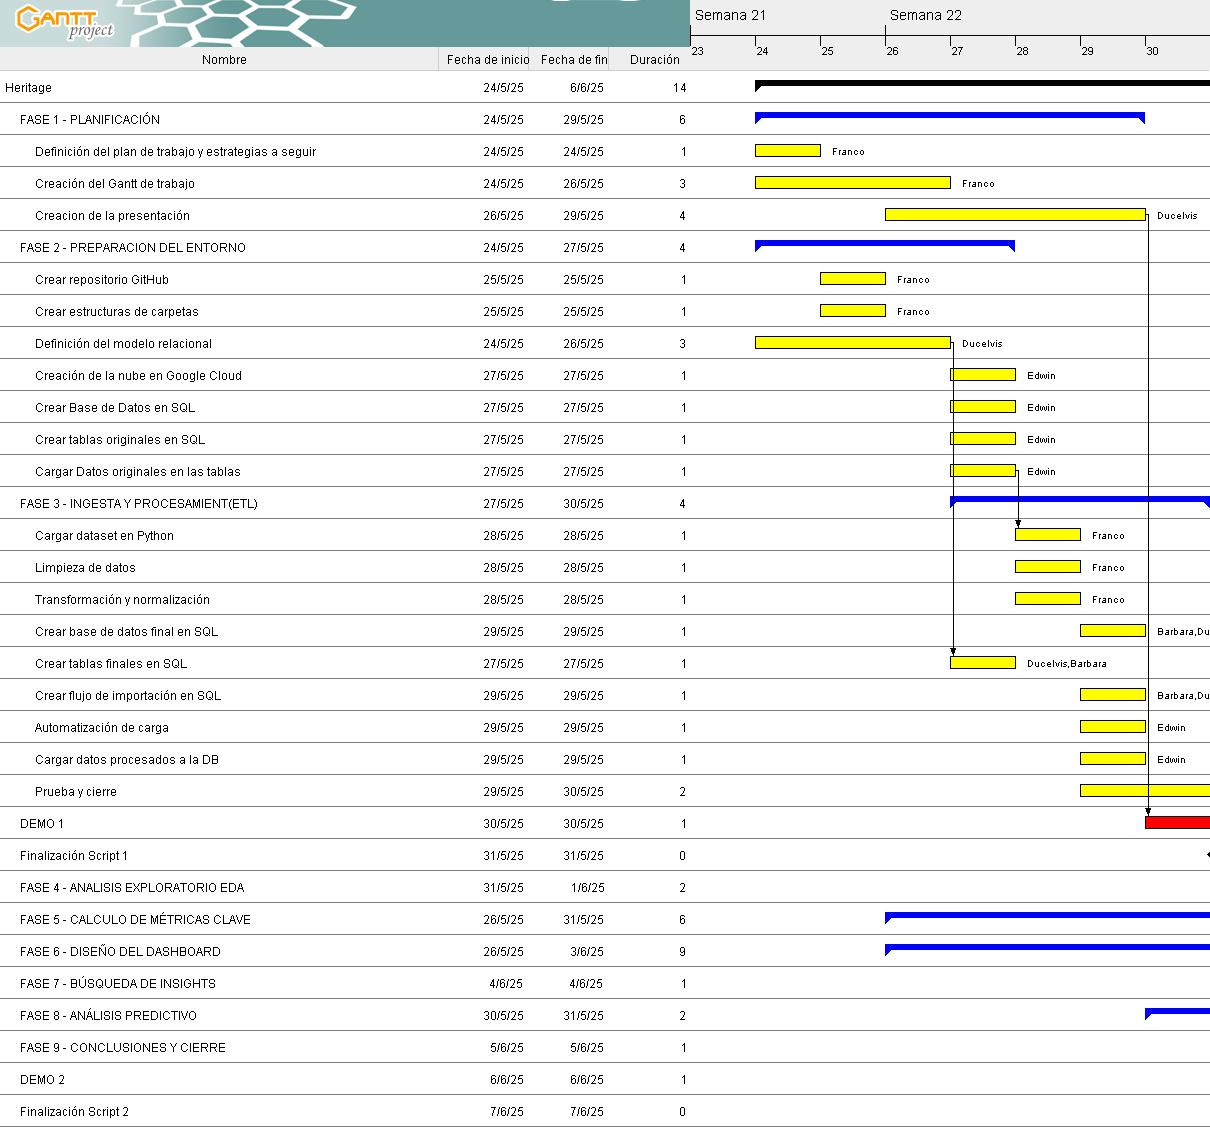 GANTT project
Semana 21 Semana 22
23 24 25 26 27 28 29 30
Nombre Fecha de inicio Fecha de fin Duración
Heritage 24/5/25 6/6/25 14
FASE 1 - PLANIFICACIÓN 24/5/25 29/5/25 6
Definición del plan de trabajo y estrategias a seguir 24/5/25 24/5/25 1 Franco
Creación del Gantt de trabajo 24/5/25 26/5/25 3 Franco
Creacion de la presentación 26/5/25 29/5/25 4 Ducelvis
FASE 2 - PREPARACION DEL ENTORNO 24/5/25 27/5/25 4
Crear repositorio GitHub 25/5/25 25/5/25 1 Franco
Crear estructuras de carpetas 25/5/25 25/5/25 1 Franco
Definición del modelo relacional 24/5/25 26/5/25 3 Ducelvis
Creación de la nube en Google Cloud 27/5/25 27/5/25 1 Edwin
Crear Base de Datos en SQL 27/5/25 27/5/25 1 Edwin
Crear tablas originales en SQL 27/5/25 27/5/25 1 Edwin
Cargar Datos originales en las tablas 27/5/25 27/5/25 1 Edwin
FASE 3 - INGESTA Y PROCESAMIENT(ETL) 27/5/25 30/5/25 4
Cargar dataset en Python 28/5/25 28/5/25 1 Franco
Limpieza de datos 28/5/25 28/5/25 1 Franco
Transformación y normalización 28/5/25 28/5/25 1 Franco
Crear base de datos final en SQL 29/5/25 29/5/25 1 Barbara,Du
Crear tablas finales en SQL 27/5/25 27/5/25 1 Ducelvis,Barbara
Crear flujo de importación en SQL 29/5/25 29/5/25 1 Barbara,Du
Automatización de carga 29/5/25 29/5/25 1 Edwin
Cargar datos procesados a la DB 29/5/25 29/5/25 1 Edwin
Prueba y cierre 29/5/25 30/5/25 2
DEMO 1 30/5/25 30/5/25 1
Finalización Script 1 31/5/25 31/5/25 0
FASE 4 - ANALISIS EXPLORATORIO EDA 31/5/25 1/6/25 2
FASE 5 - CALCULO DE MÉTRICAS CLAVE 26/5/25 31/5/25 6
FASE 6 - DISEÑO DEL DASHBOARD 26/5/25 3/6/25 9
FASE 7 - BÚSQUEDA DE INSIGHTS 4/6/25 4/6/25 1
FASE 8 - ANÁLISIS PREDICTIVO 30/5/25 31/5/25 2
FASE 9 - CONCLUSIONES Y CIERRE 5/6/25 5/6/25 1
DEMO 2 6/6/25 6/6/25 1
Finalización Script 2 7/6/25 7/6/25 0